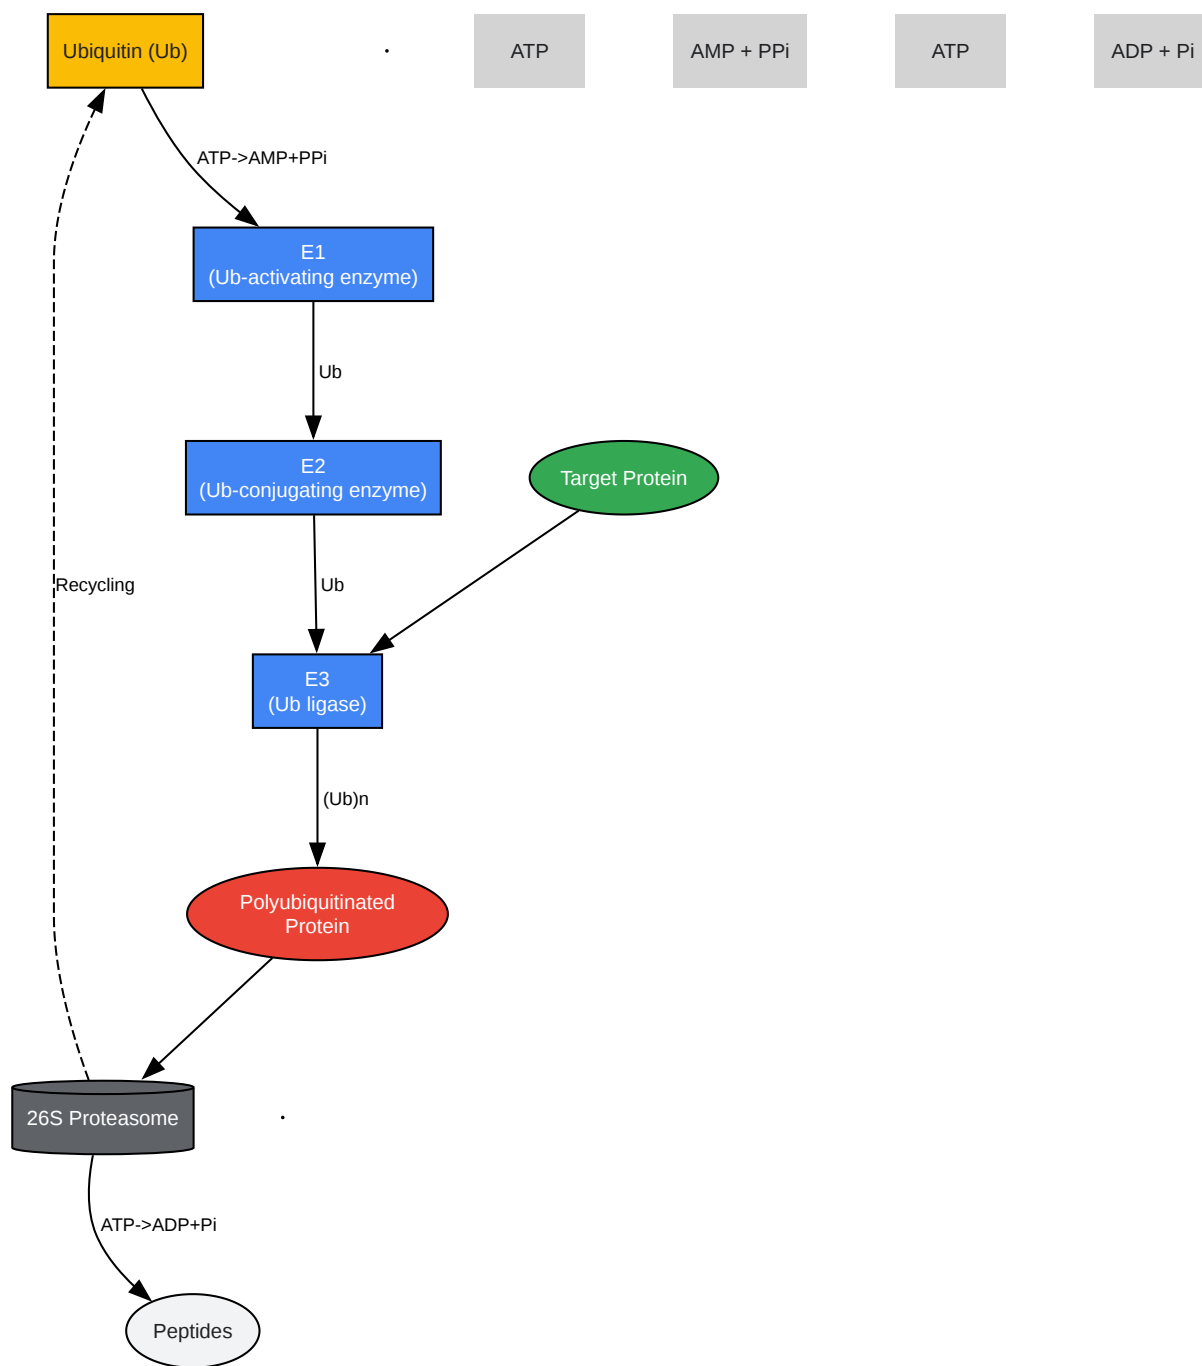 Ubiquitin (Ub)
ATP
AMP + PPi
ATP
ADP + Pi
ATP->AMP+PPi
E1
(Ub-activating enzyme)
Ub
E2
(Ub-conjugating enzyme)
Target Protein
Recycling
Ub
E3
(Ub ligase)
(Ub)n
Polyubiquitinated
Protein
26S Proteasome
ATP->ADP+Pi
Peptides